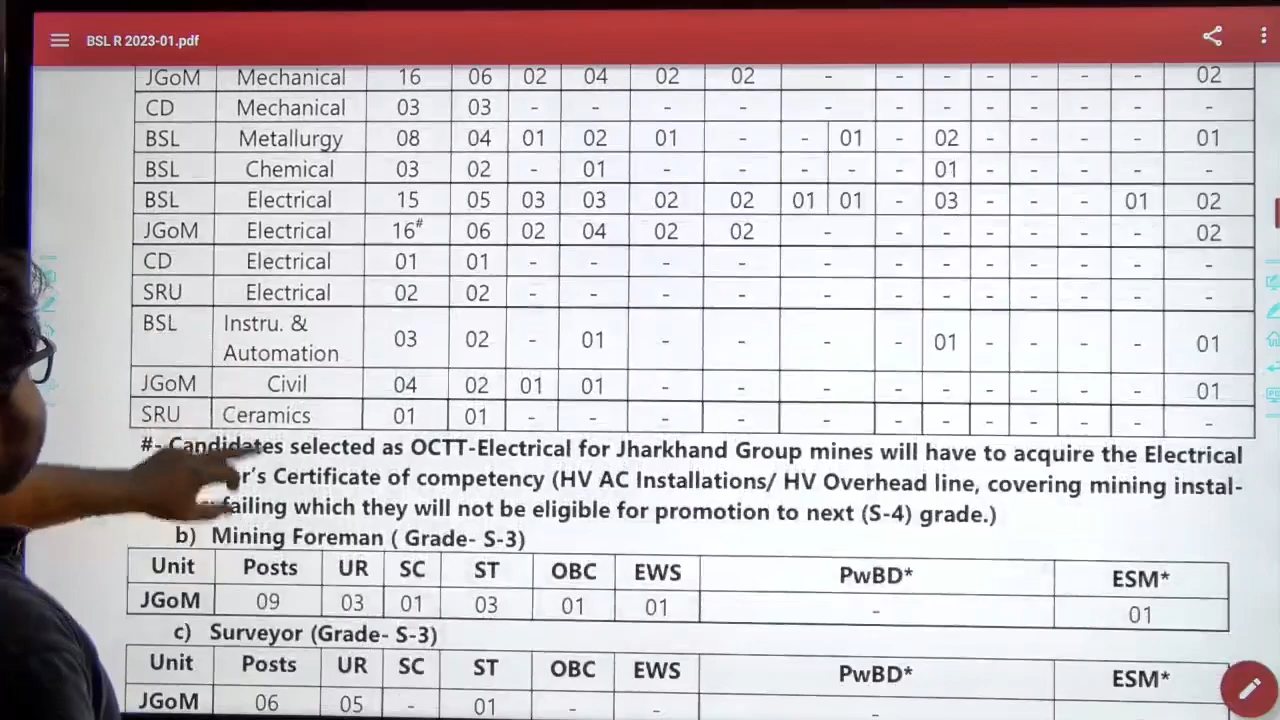 BSL R 2023-01.pdf
JGoM Mechanical 16 06 02 04 02 02 - - - - - - - 02
CD Mechanical 03 03 - - - - - - - - - - - -
BSL Metallurgy 08 04 01 02 01 - - 01 - 02 - - - - 01
BSL Chemical 03 02 - 01 - - - - - 01 - - - - -
BSL Electrical 15 05 03 03 02 02 01 01 - 03 - - - 01 02
JGoM Electrical 16# 06 02 04 02 02 - - - - - - - 02
CD Electrical 01 01 - - - - - - - - - - - -
SRU Electrical 02 02 - - - - - - - - - - - -
BSL Instru. &
Automation 03 02 - 01 - - - - 01 - - - - 01
JGoM Civil 04 02 01 01 - - - - - - - - - 01
SRU Ceramics 01 01 - - - - - - - - - - - -
#- Candidates selected as OCTT-Electrical for Jharkhand Group mines will have to acquire the Electrical
r's Certificate of competency (HV AC Installations/ HV Overhead line, covering mining instal-
failing which they will not be eligible for promotion to next (S-4) grade.)
b) Mining Foreman ( Grade- S-3)
Unit Posts UR SC ST OBC EWS PwBD* ESM*
JGoM 09 03 01 03 01 01 - 01
c) Surveyor (Grade- S-3)
Unit Posts UR SC ST OBC EWS PwBD* ESM*
JGoM 06 05 - 01 - - - -